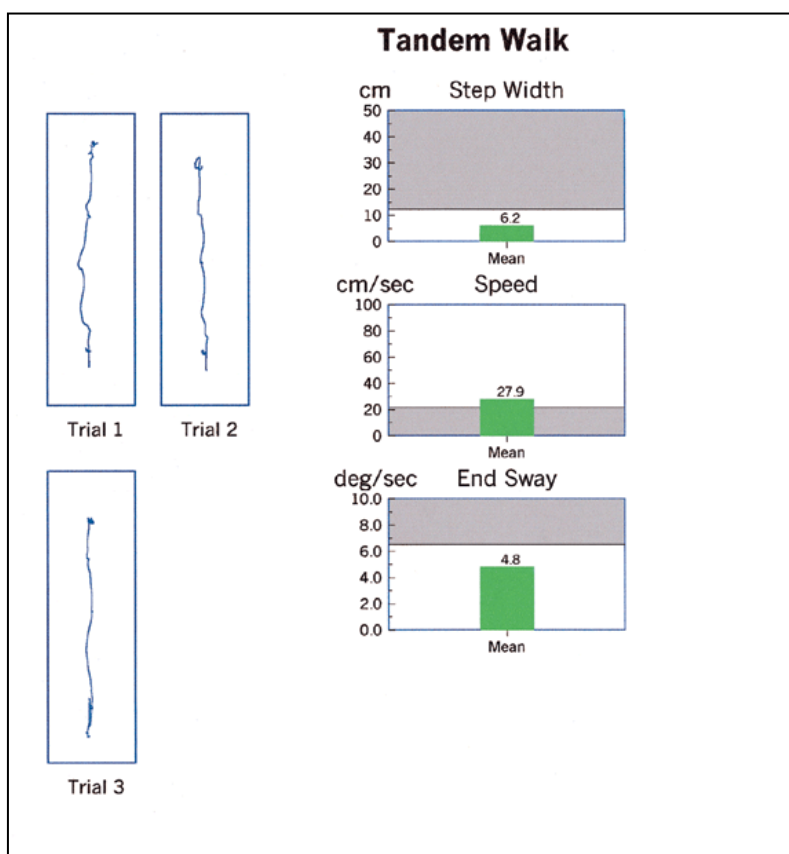 Tandem Walk
Trial 1
Trial 2
Trial 3
cm
Step Width
50
40
30
20
10
0
6.2
Mean
cm/sec
Speed
100
80
60
40
20
0
27.9
Mean
deg/sec
End Sway
10.0
8.0
6.0
4.0
2.0
0.0
4.8
Mean